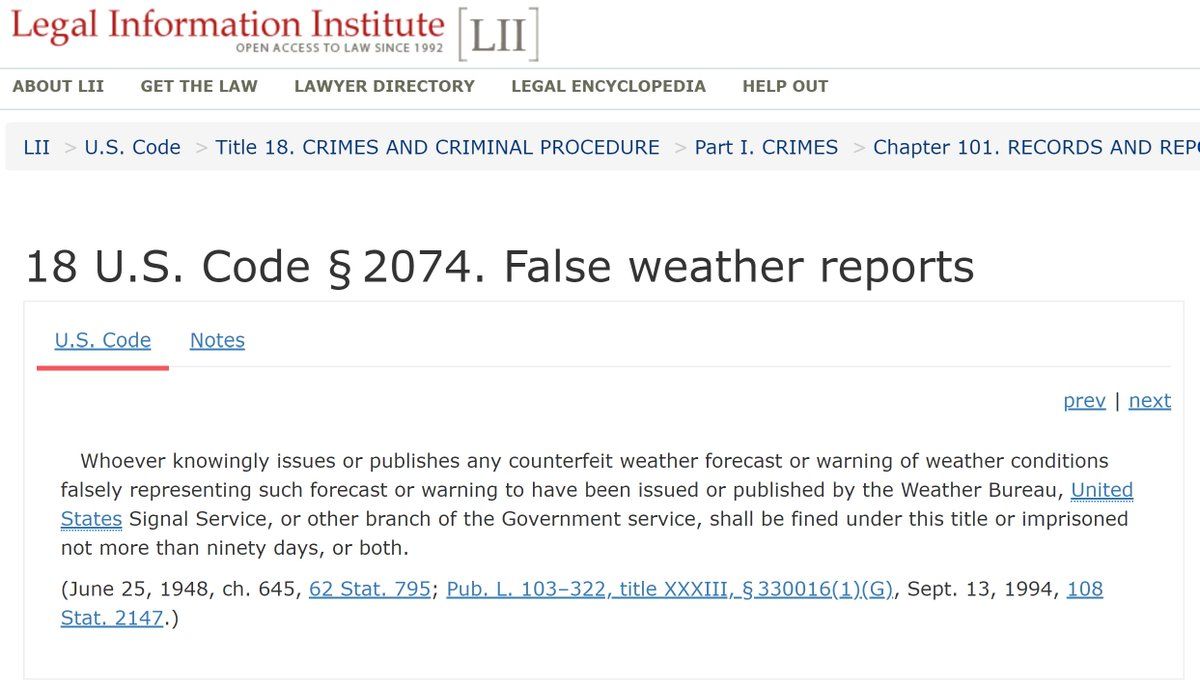 Legal Information Institute [LII]
OPEN ACCESS TO LAW SINCE 1992
ABOUT LII GET THE LAW LAWYER DIRECTORY LEGAL ENCYCLOPEDIA HELP OUT
LII > U.S. Code > Title 18. CRIMES AND CRIMINAL PROCEDURE > Part I. CRIMES > Chapter 101. RECORDS AND REP
18 U.S. Code § 2074. False weather reports
U.S. Code Notes
prev | next
Whoever knowingly issues or publishes any counterfeit weather forecast or warning of weather conditions
falsely representing such forecast or warning to have been issued or published by the Weather Bureau, United
States Signal Service, or other branch of the Government service, shall be fined under this title or imprisoned
not more than ninety days, or both.
(June 25, 1948, ch. 645, 62 Stat. 795; Pub. L. 103–322, title XXXIII, § 330016(1)(G), Sept. 13, 1994, 108
Stat. 2147.)